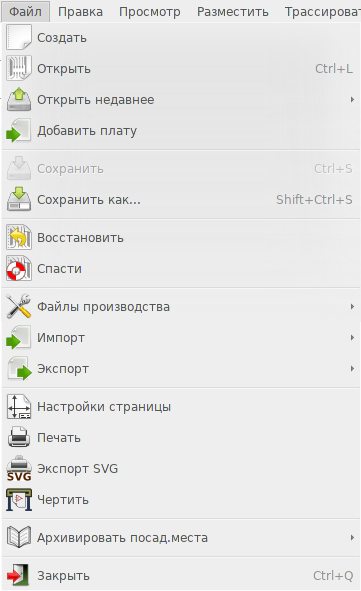 Файл Правка Просмотр Разместить Трассироват
Создать
Открыть Ctrl+L
Открыть недавнее
Добавить плату
Сохранить Ctrl+S
Сохранить как... Shift+Ctrl+S
Восстановить
Спасти
Файлы производства
Импорт
Экспорт
Настройки страницы
Печать
SVG Экспорт SVG
Чертить
Архивировать посад.места
Закрыть Ctrl+Q